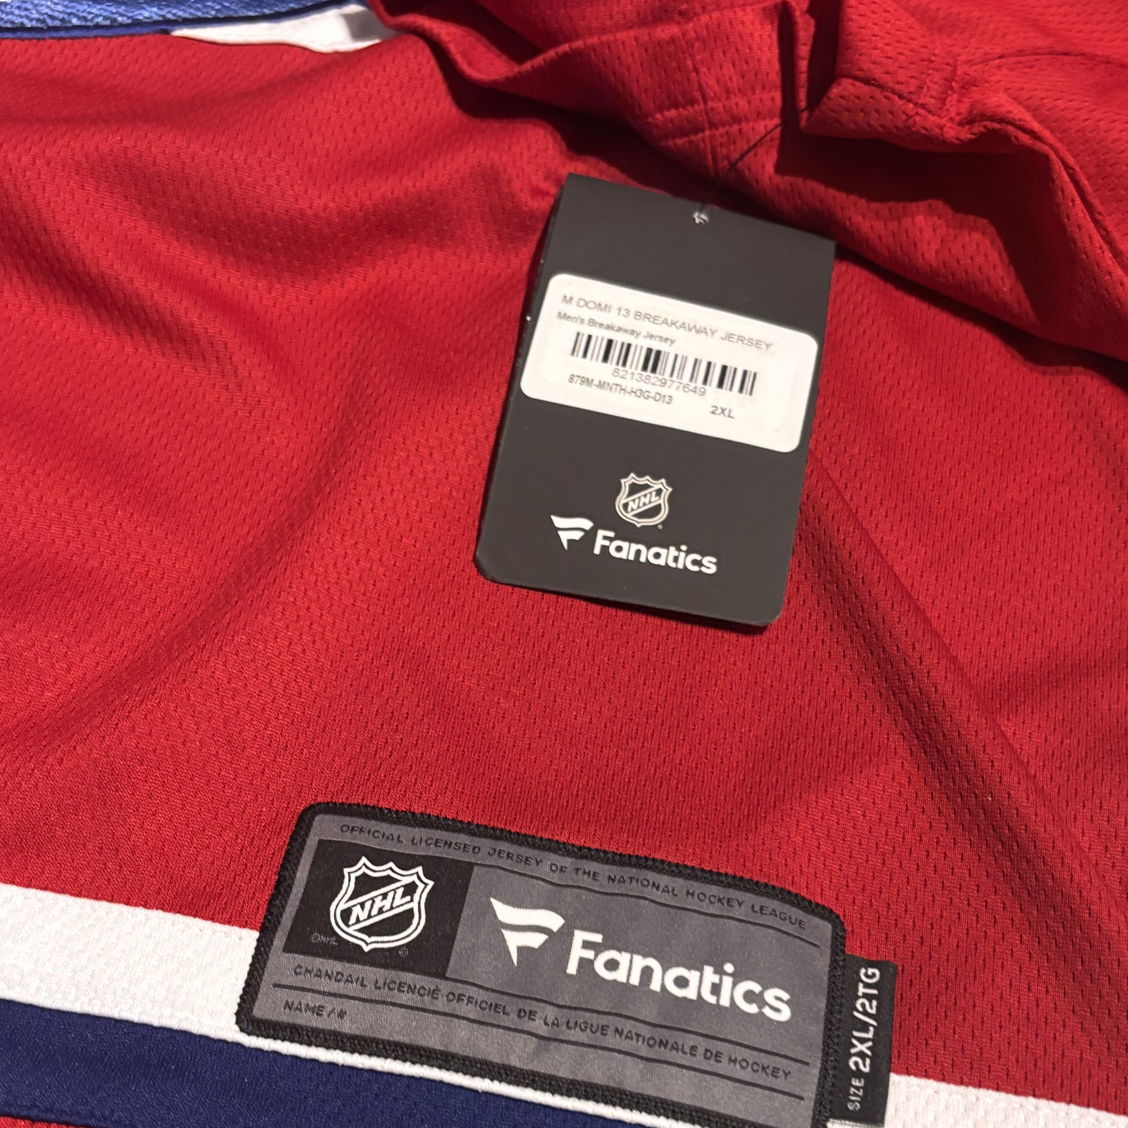 M DOMI 13 BREAKAWAY JERSEY
Men's Breakaway Jersey
821382977649
879M-MNTH-H3G-D13
2XL
NHL
Fanatics
OFFICIAL LICENSED JERSEY OF THE NATIONAL HOCKEY LEAGUE
NHL
©NHL
Fanatics
CHANDAIL LICENCIÉ OFFICIEL DE LA LIGUE NATIONALE DE HOCKEY
NAME/#
SIZE 2XL/2TG